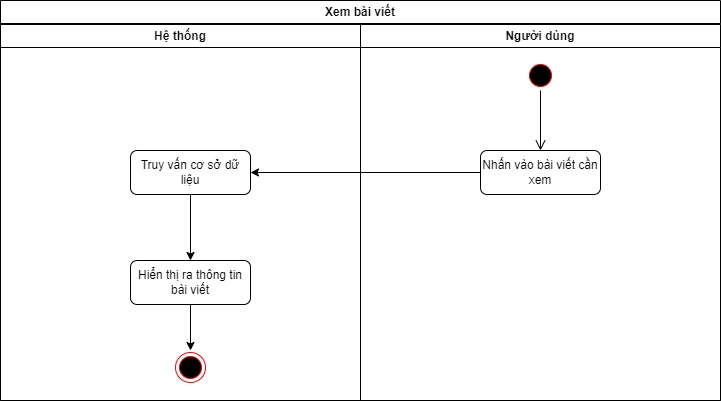 Xem bài viết
Hệ thống
Người dùng
Nhấn vào bài viết cần
xem
Truy vấn cơ sở dữ
liệu
Hiển thị ra thông tin
bài viết